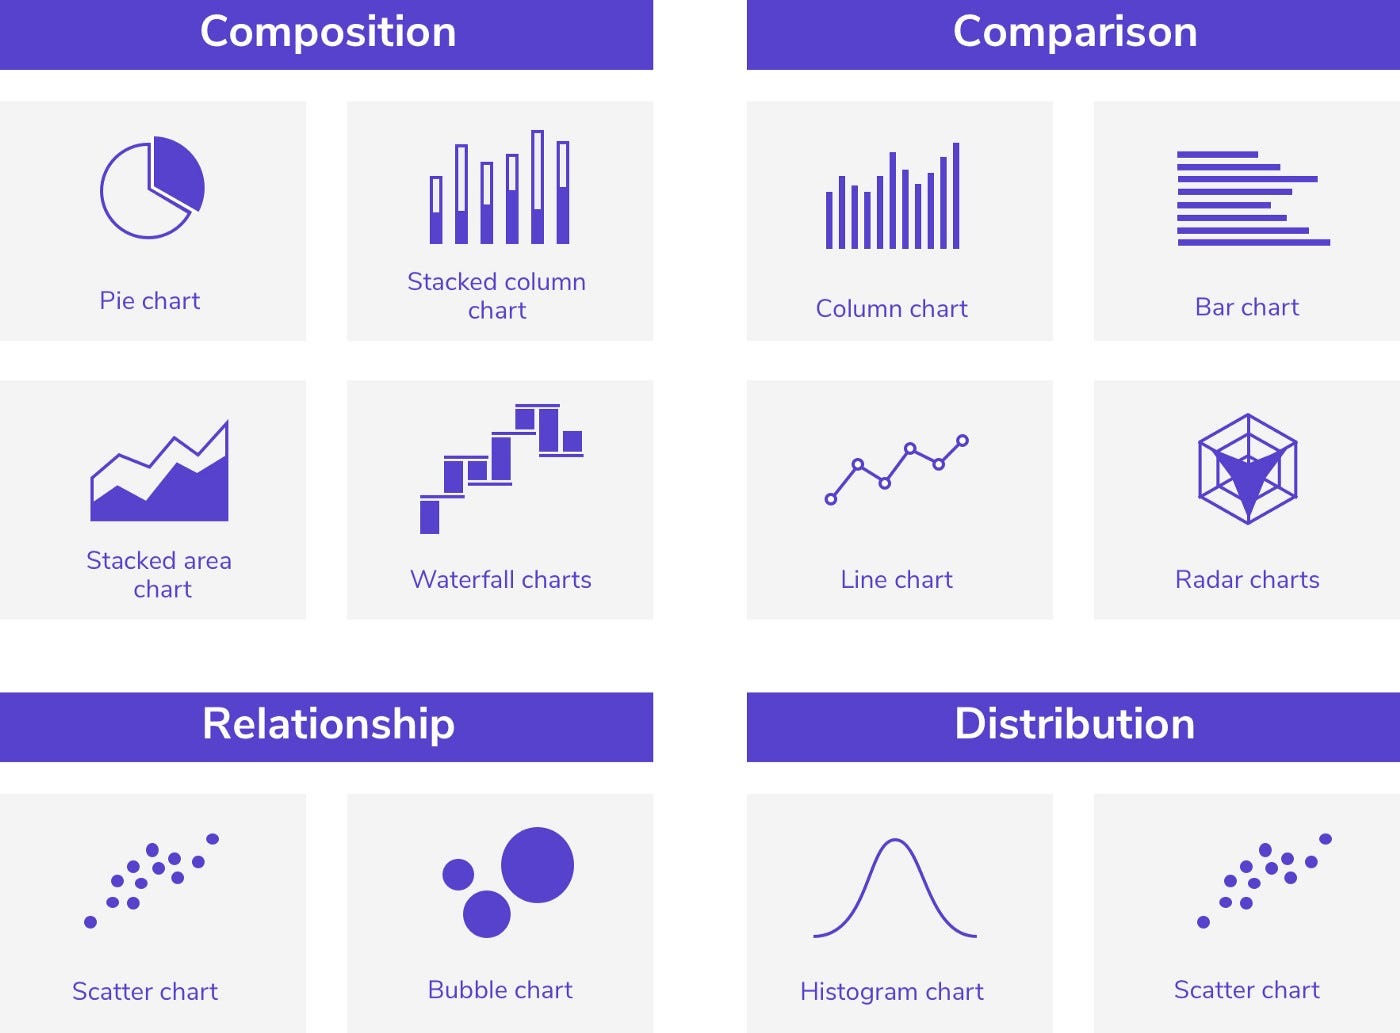 Composition
Comparison
Pie chart
Stacked column
chart
Column chart
Bar chart
Stacked area
chart
Waterfall charts
Line chart
Radar charts
Relationship
Distribution
Scatter chart
Bubble chart
Histogram chart
Scatter chart